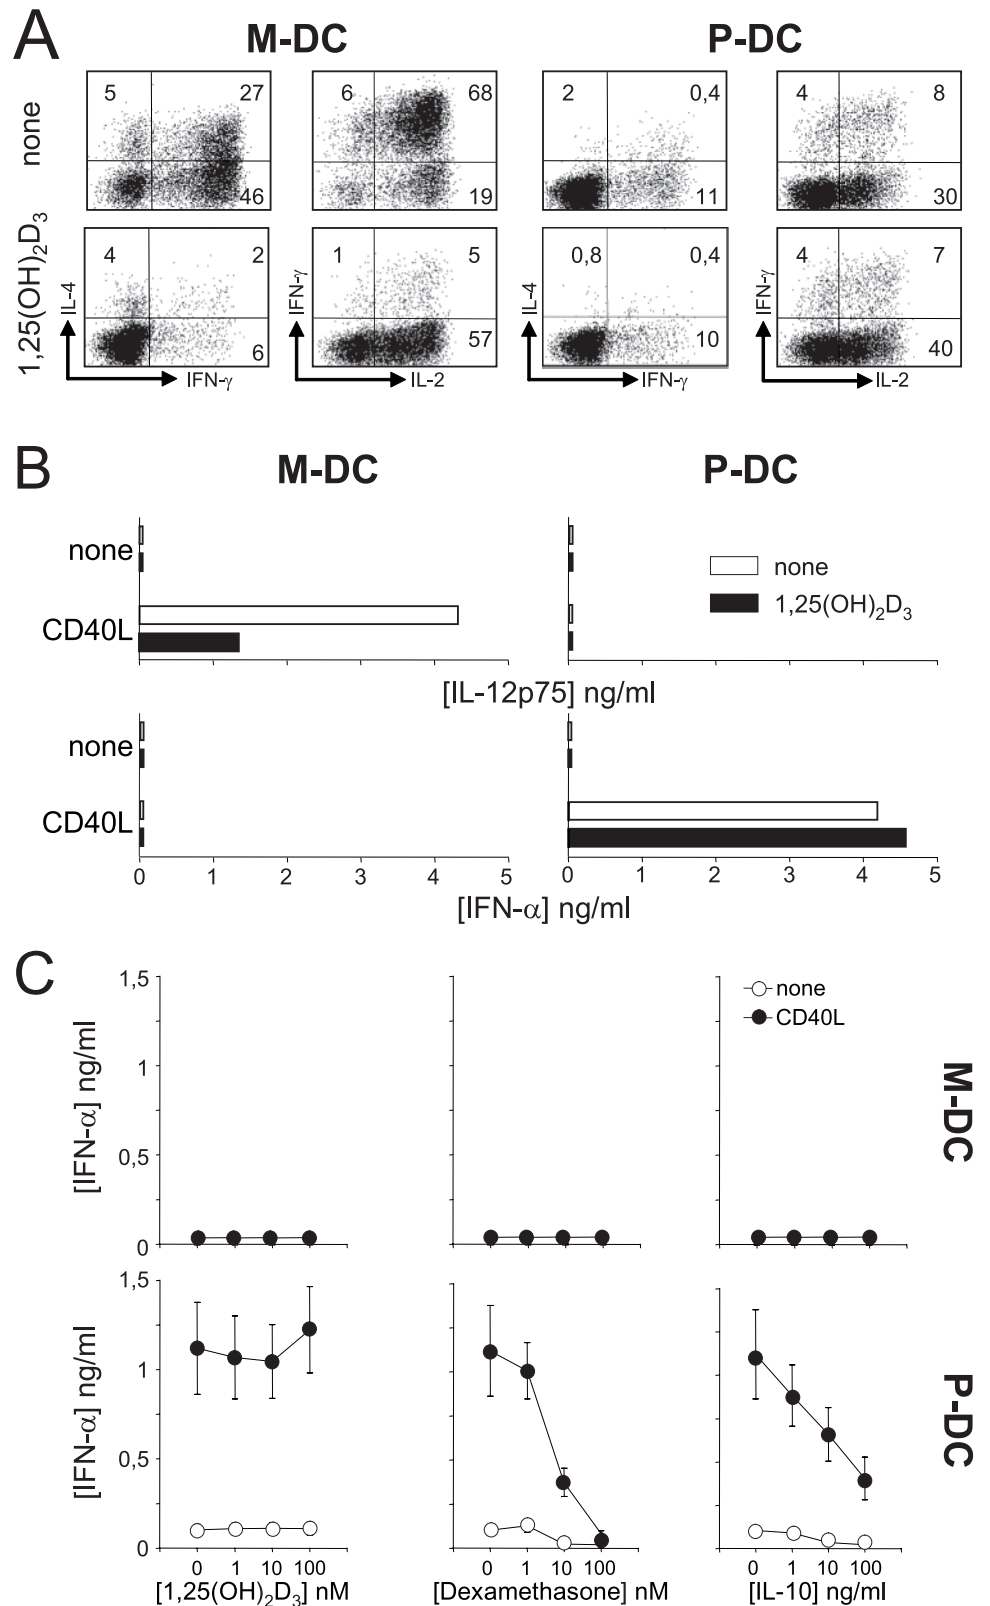 A
M-DC
P-DC
none
5
27
46
6
68
19
2
0,4
11
4
8
30
1,25(OH)₂D₃
4
2
6
1
5
57
0,8
0,4
10
4
7
40
IL-4
IFN-γ
IFN-γ
IL-2
IL-4
IFN-γ
IFN-γ
IL-2
B
M-DC
P-DC
none
CD40L
none
1,25(OH)₂D₃
[IL-12p75] ng/ml
none
CD40L
0 1 2 3 4 5
0 1 2 3 4 5
[IFN-α] ng/ml
C
none
CD40L
1,5
1
0,5
0
[IFN-α] ng/ml
M-DC
1,5
1
0,5
0
[IFN-α] ng/ml
P-DC
0 1 10 100
0 1 10 100
0 1 10 100
[1,25(OH)₂D₃] nM
[Dexamethasone] nM
[IL-10] ng/ml